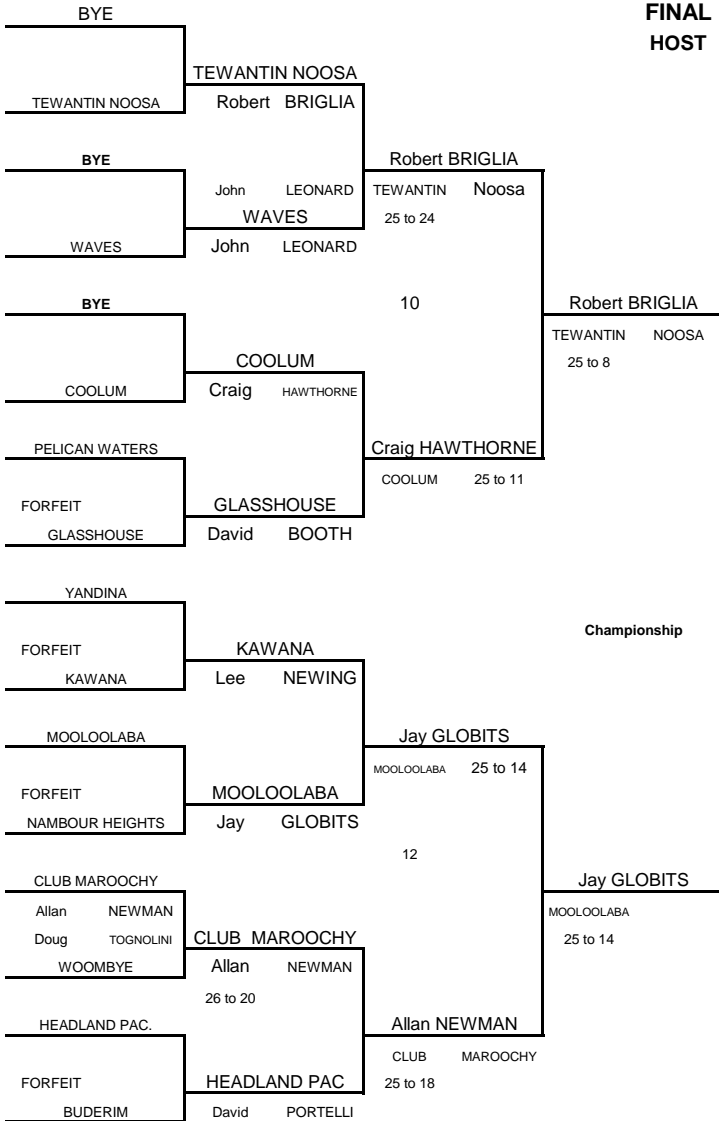 BYE
FINAL
HOST
TEWANTIN NOOSA
TEWANTIN NOOSA
Robert BRIGLIA
BYE
Robert BRIGLIA
John LEONARD
TEWANTIN Noosa
WAVES
25 to 24
WAVES
John LEONARD
BYE
10
Robert BRIGLIA
TEWANTIN NOOSA
COOLUM
25 to 8
COOLUM
Craig HAWTHORNE
PELICAN WATERS
Craig HAWTHORNE
COOLUM 25 to 11
FORFEIT
GLASSHOUSE
GLASSHOUSE
David BOOTH
YANDINA
Championship
FORFEIT
KAWANA
KAWANA
Lee NEWING
MOOLOOLABA
Jay GLOBITS
MOOLOOLABA 25 to 14
FORFEIT
MOOLOOLABA
NAMBOUR HEIGHTS
Jay GLOBITS
12
CLUB MAROOCHY
Jay GLOBITS
Allan NEWMAN
MOOLOOLABA
Doug TOGNOLINI
CLUB MAROOCHY
25 to 14
WOOMBYE
Allan NEWMAN
26 to 20
HEADLAND PAC.
Allan NEWMAN
CLUB MAROOCHY
FORFEIT
HEADLAND PAC
25 to 18
BUDERIM
David PORTELLI